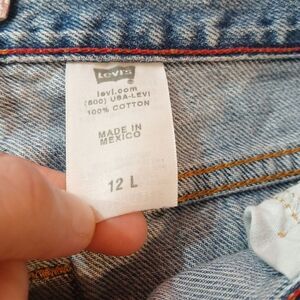 Levi's
levi.com
(800) USA-LEVI
100% COTTON
MADE IN
MEXICO
12 L